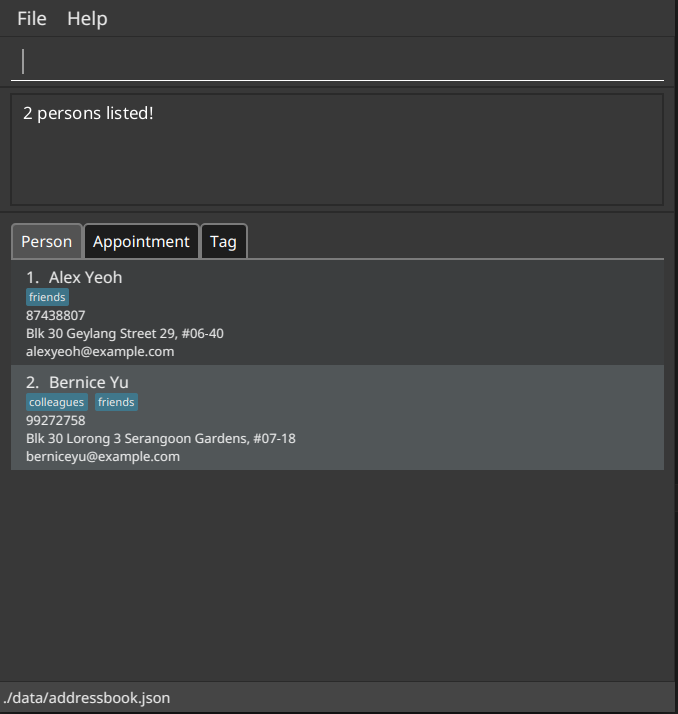 File Help
2 persons listed!
Person Appointment Tag
1. Alex Yeoh
friends
87438807
Blk 30 Geylang Street 29, #06-40
alexyeoh@example.com
2. Bernice Yu
colleagues friends
99272758
Blk 30 Lorong 3 Serangoon Gardens, #07-18
berniceyu@example.com
./data/addressbook.json